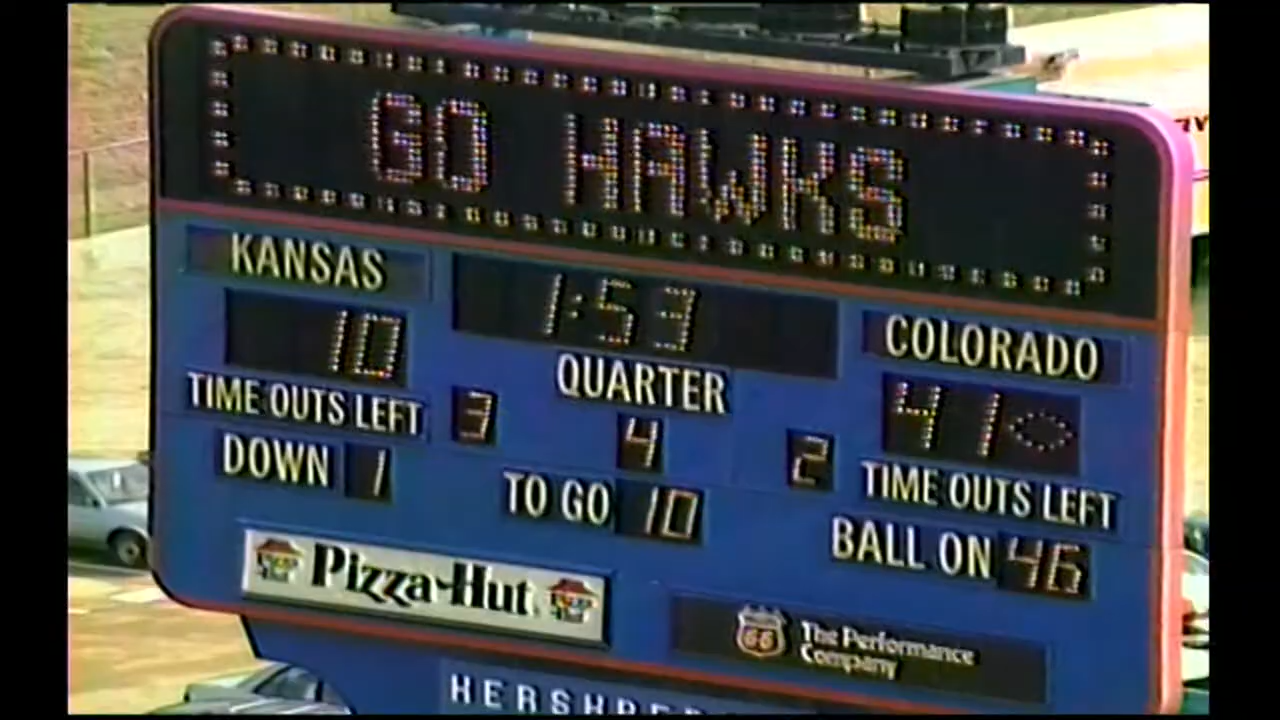 GO HAWKS
KANSAS
1:53
COLORADO
10
QUARTER
41
TIME OUTS LEFT 3
4
2 TIME OUTS LEFT
DOWN 1
TO GO 10
BALL ON 46
Pizza Hut
PHILLIPS 66
The Performance
Company